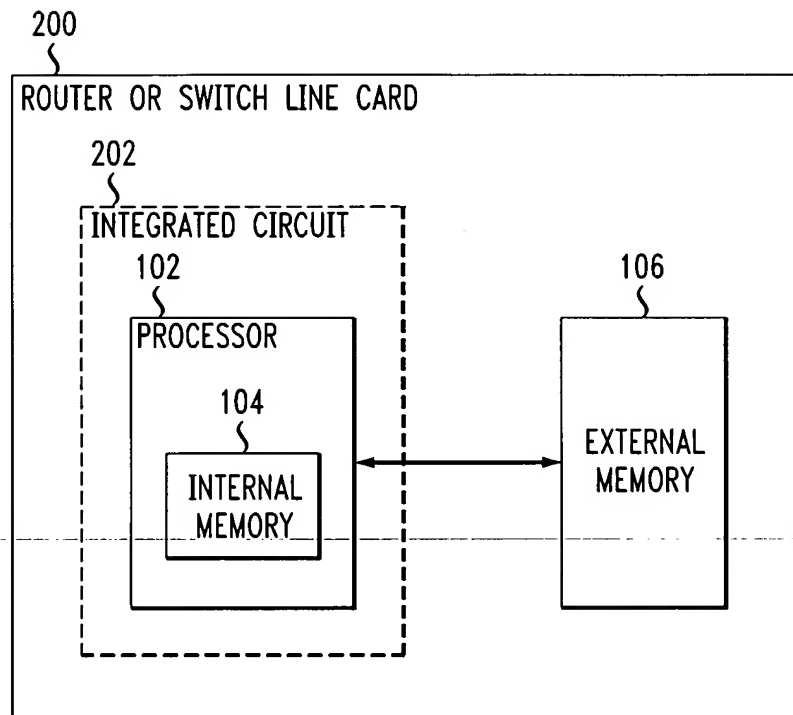 200
ROUTER OR SWITCH LINE CARD
202
INTEGRATED CIRCUIT
102
PROCESSOR
104
INTERNAL
MEMORY
106
EXTERNAL
MEMORY